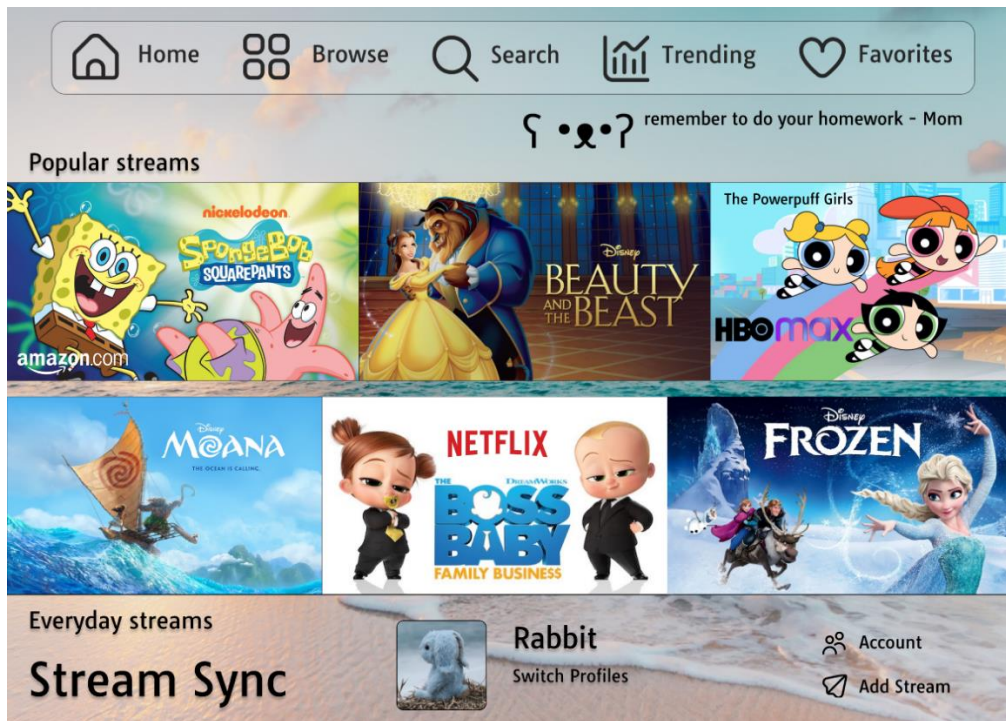 Home
Browse
Search
Trending
Favorites
remember to do your homework - Mom
Popular streams
nickelodeon
SPONGEBOB
SQUAREPANTS
amazon.com
Disney
BEAUTY
AND THE BEAST
The Powerpuff Girls
HBOmax
Disney
MOANA
THE OCEAN IS CALLING.
NETFLIX
THE
DREAMWORKS
BOSS
BABY
FAMILY BUSINESS
Disney
FROZEN
Everyday streams
Stream Sync
Rabbit
Switch Profiles
Account
Add Stream